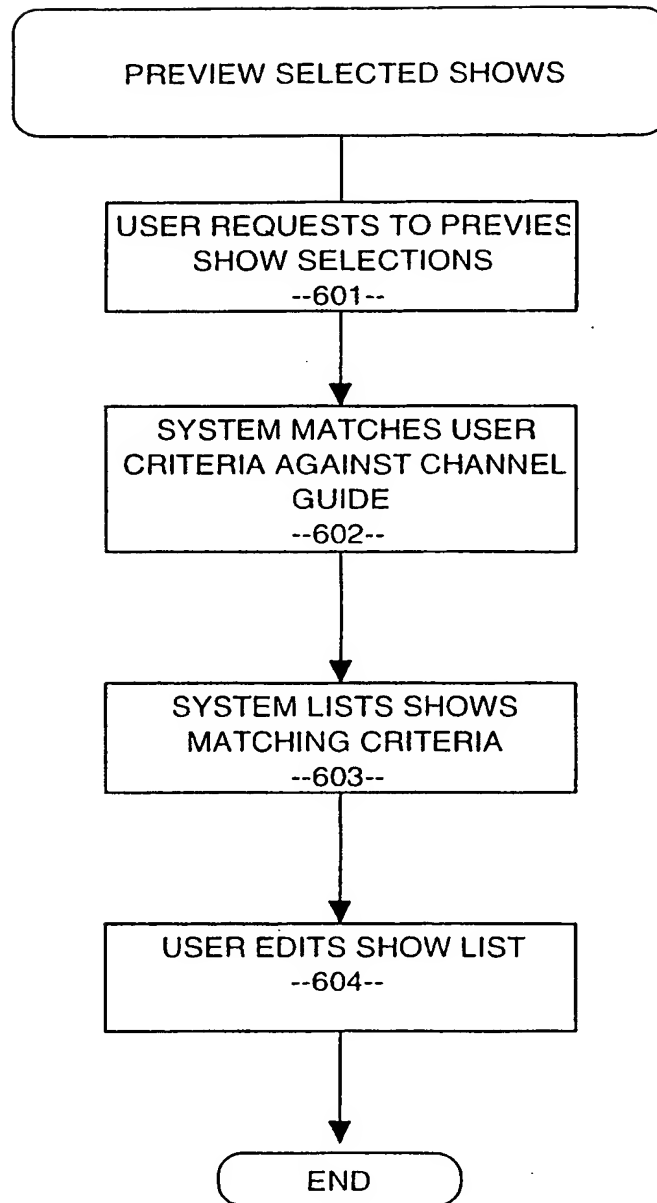 PREVIEW SELECTED SHOWS
USER REQUESTS TO PREVIES
SHOW SELECTIONS
--601--
SYSTEM MATCHES USER
CRITERIA AGAINST CHANNEL
GUIDE
--602--
SYSTEM LISTS SHOWS
MATCHING CRITERIA
--603--
USER EDITS SHOW LIST
--604--
END